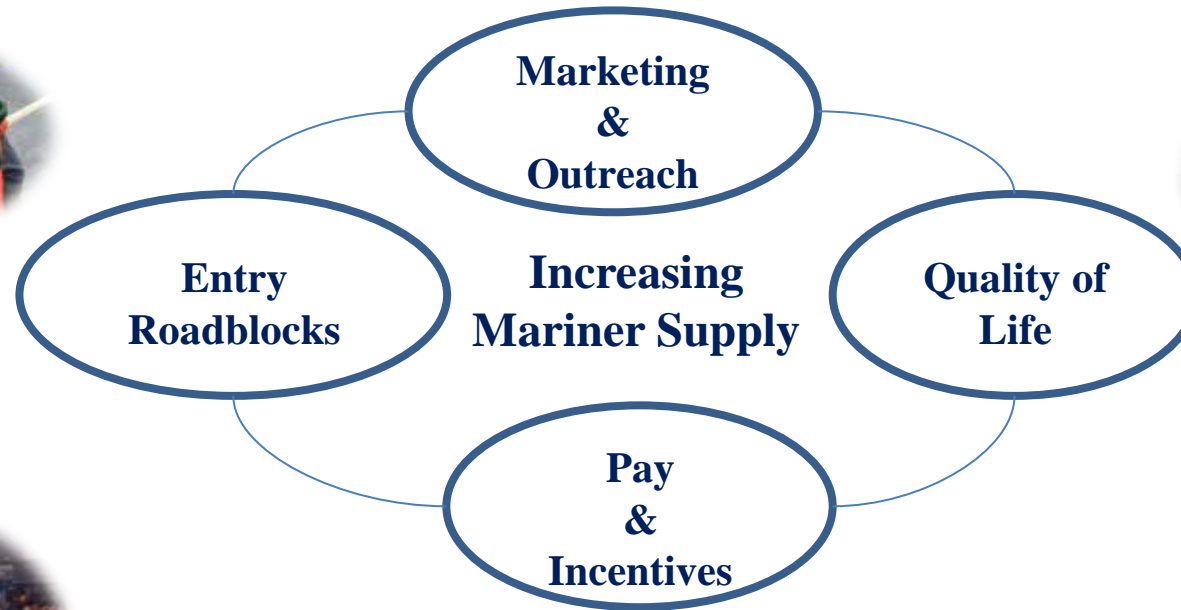 Marketing
&
Outreach
Entry
Roadblocks
Increasing
Mariner Supply
Quality of
Life
Pay
&
Incentives